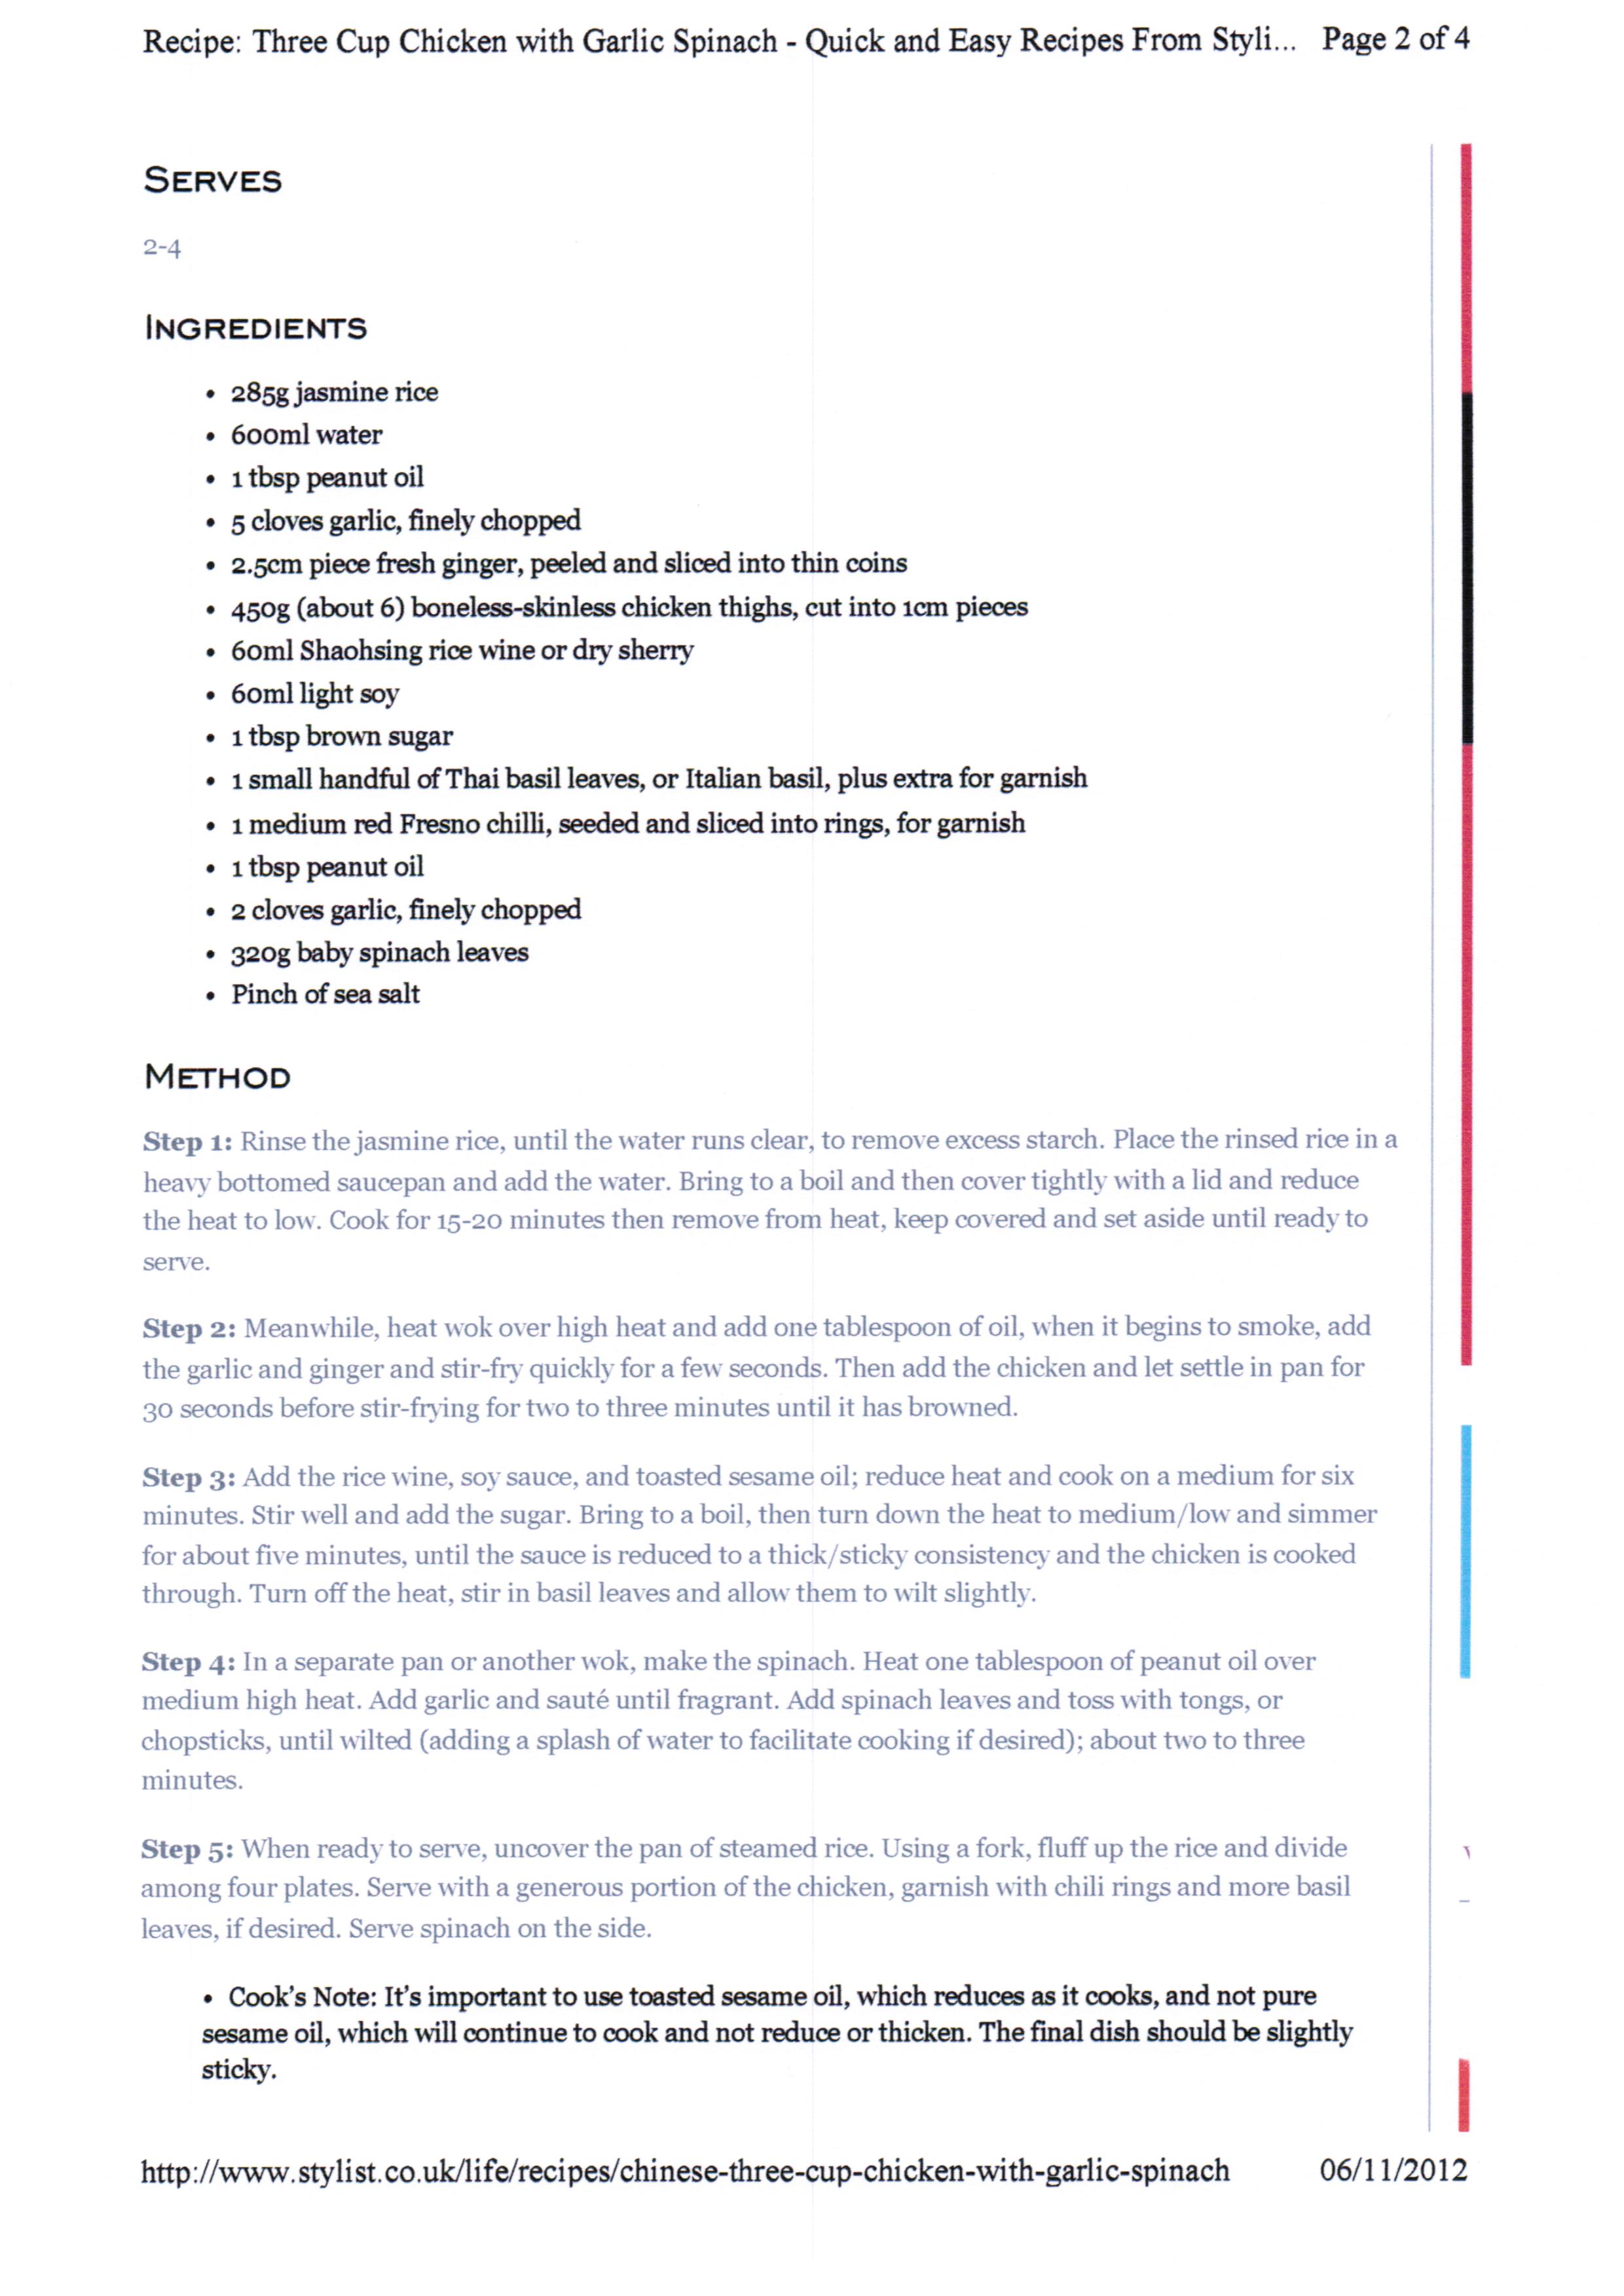 Recipe: Three Cup Chicken with Garlic Spinach - Quick and Easy Recipes From Styli... Page 2 of 4
SERVES
2-4
INGREDIENTS
• 285g jasmine rice
• 600ml water
• 1 tbsp peanut oil
• 5 cloves garlic, finely chopped
• 2.5cm piece fresh ginger, peeled and sliced into thin coins
• 450g (about 6) boneless-skinless chicken thighs, cut into 1cm pieces
• 60ml Shaohsing rice wine or dry sherry
• 60ml light soy
• 1 tbsp brown sugar
• 1 small handful of Thai basil leaves, or Italian basil, plus extra for garnish
• 1 medium red Fresno chilli, seeded and sliced into rings, for garnish
• 1 tbsp peanut oil
• 2 cloves garlic, finely chopped
• 320g baby spinach leaves
• Pinch of sea salt
METHOD
Step 1: Rinse the jasmine rice, until the water runs clear, to remove excess starch. Place the rinsed rice in a
heavy bottomed saucepan and add the water. Bring to a boil and then cover tightly with a lid and reduce
the heat to low. Cook for 15-20 minutes then remove from heat, keep covered and set aside until ready to
serve.
Step 2: Meanwhile, heat wok over high heat and add one tablespoon of oil, when it begins to smoke, add
the garlic and ginger and stir-fry quickly for a few seconds. Then add the chicken and let settle in pan for
30 seconds before stir-frying for two to three minutes until it has browned.
Step 3: Add the rice wine, soy sauce, and toasted sesame oil; reduce heat and cook on a medium for six
minutes. Stir well and add the sugar. Bring to a boil, then turn down the heat to medium/low and simmer
for about five minutes, until the sauce is reduced to a thick/sticky consistency and the chicken is cooked
through. Turn off the heat, stir in basil leaves and allow them to wilt slightly.
Step 4: In a separate pan or another wok, make the spinach. Heat one tablespoon of peanut oil over
medium high heat. Add garlic and sauté until fragrant. Add spinach leaves and toss with tongs, or
chopsticks, until wilted (adding a splash of water to facilitate cooking if desired); about two to three
minutes.
Step 5: When ready to serve, uncover the pan of steamed rice. Using a fork, fluff up the rice and divide
among four plates. Serve with a generous portion of the chicken, garnish with chili rings and more basil
leaves, if desired. Serve spinach on the side.
• Cook's Note: It's important to use toasted sesame oil, which reduces as it cooks, and not pure
sesame oil, which will continue to cook and not reduce or thicken. The final dish should be slightly
sticky.
http://www.stylist.co.uk/life/recipes/chinese-three-cup-chicken-with-garlic-spinach 06/11/2012